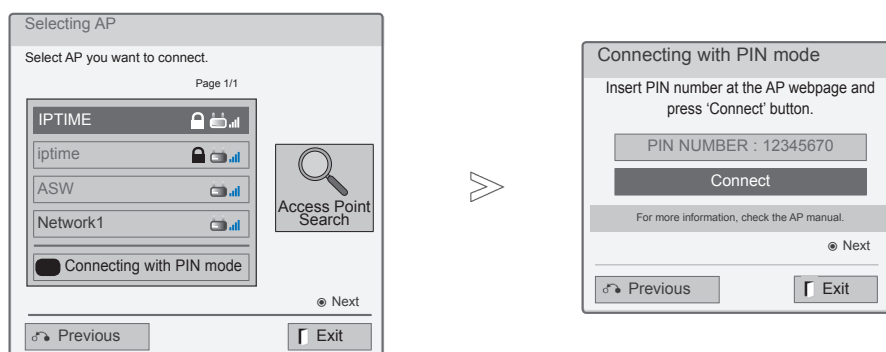 Selecting AP
Select AP you want to connect.
Page 1/1
IPTIME
iptime
ASW
Network1
Connecting with PIN mode
Access Point
Search
Next
Previous
Exit
Connecting with PIN mode
Insert PIN number at the AP webpage and
press ‘Connect’ button.
PIN NUMBER : 12345670
Connect
For more information, check the AP manual.
Next
Previous
Exit